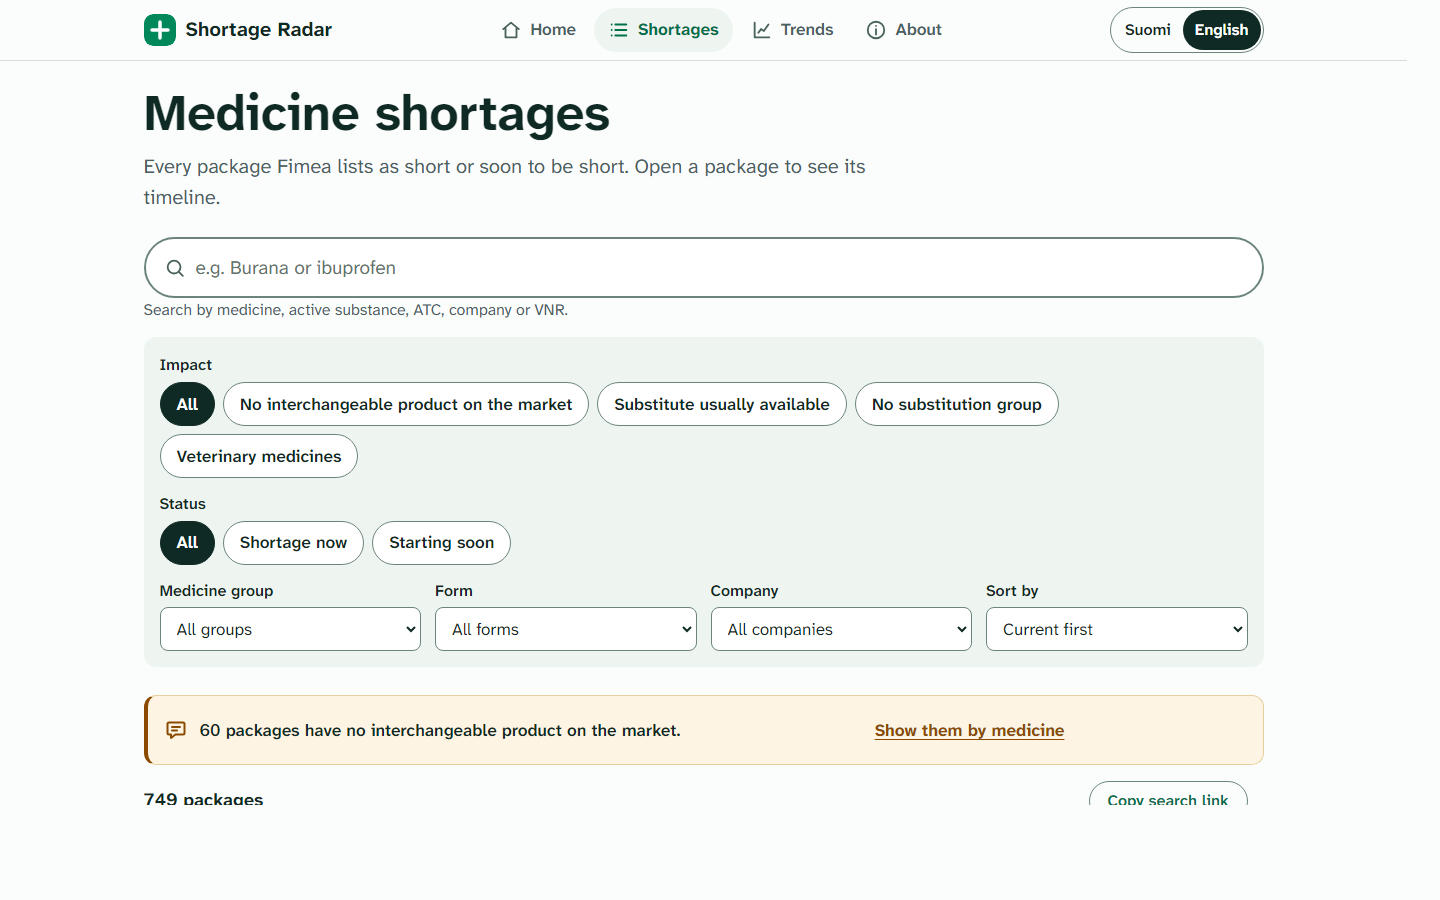 Shortage Radar
Home
Shortages
Trends
About
Suomi
English
Medicine shortages
Every package Fimea lists as short or soon to be short. Open a package to see its
timeline.
e.g. Burana or ibuprofen
Search by medicine, active substance, ATC, company or VNR.
Impact
All
No interchangeable product on the market
Substitute usually available
No substitution group
Veterinary medicines
Status
All
Shortage now
Starting soon
Medicine group
Form
Company
Sort by
All groups
All forms
All companies
Current first
60 packages have no interchangeable product on the market.
Show them by medicine
749 packages
Copy search link